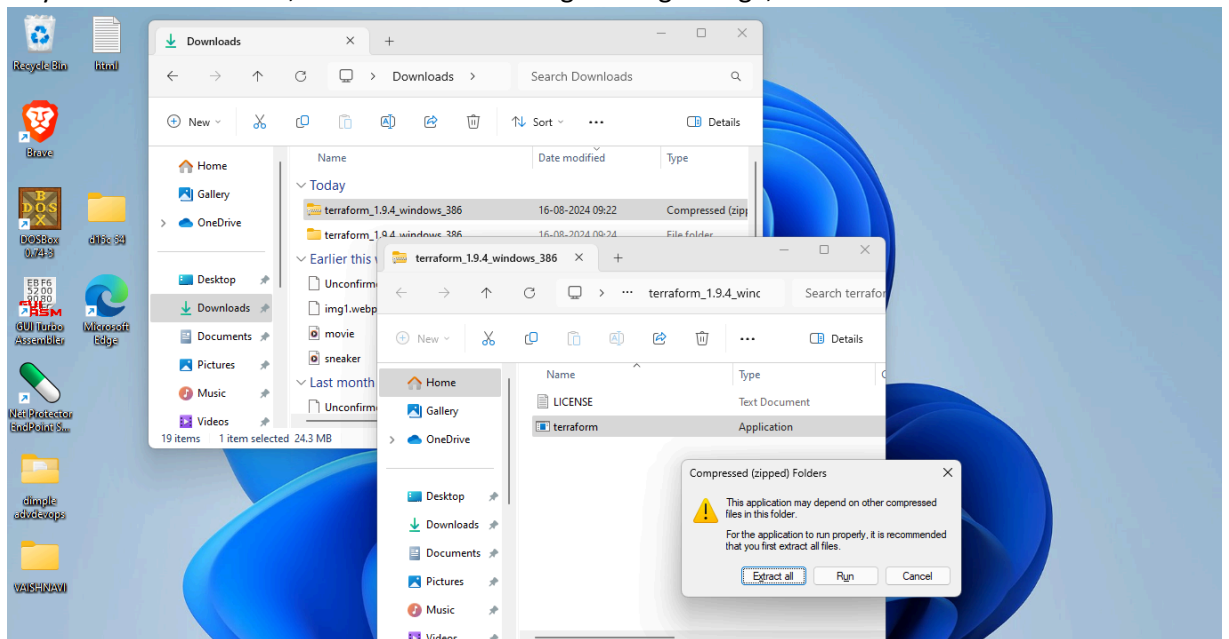 Recycle Bin
html
Brave
DOSBox
0.74-3
d15c 54
GUI Turbo
Assembler
Microsoft
Edge
Net Protector
EndPoint S...
dimple
advdevops
VAISHNAVI
Downloads
Downloads
Search Downloads
New
Sort
Details
Home
Gallery
OneDrive
Desktop
Downloads
Documents
Pictures
Music
Videos
Name Date modified Type
Today
terraform_1.9.4_windows_386 16-08-2024 09:22 Compressed (zipp
terraform_1.9.4_windows_386 16-08-2024 09:24 File folder
Earlier this
Unconfirm
img1.webp
movie
sneaker
Last month
Unconfirm
19 items 1 item selected 24.3 MB
terraform_1.9.4_windows_386
terraform_1.9.4_winc
Search terrafor
New
Details
Home
Gallery
OneDrive
Desktop
Downloads
Documents
Pictures
Music
Videos
Name Type
LICENSE Text Document
terraform Application
Compressed (zipped) Folders
This application may depend on other compressed
files in this folder.
For the application to run properly, it is recommended
that you first extract all files.
Extract all Run Cancel